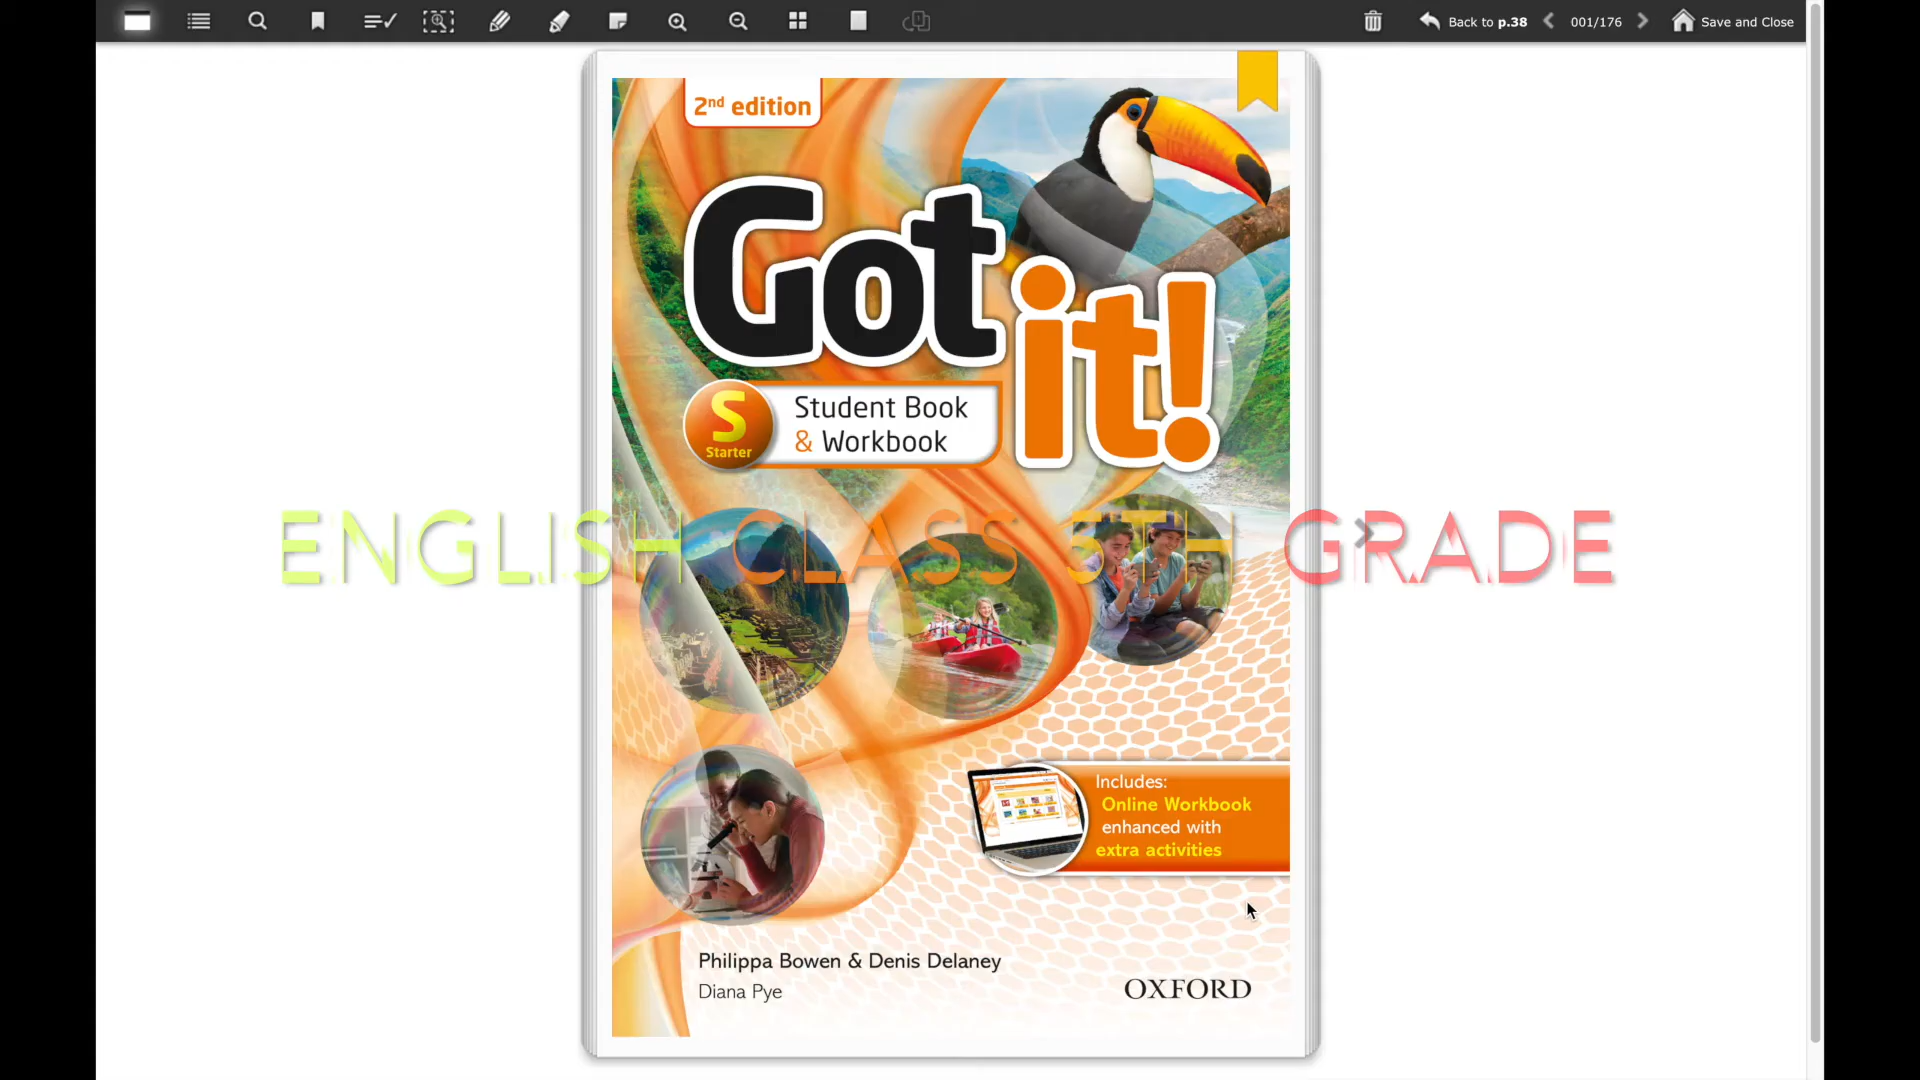 Back to p.38
001/176
Save and Close
2nd edition
Got
it!
S
Starter
Student Book
& Workbook
ENGLISH CLASS 5TH GRADE
Includes:
Online Workbook
enhanced with
extra activities
Philippa Bowen & Denis Delaney
Diana Pye
OXFORD